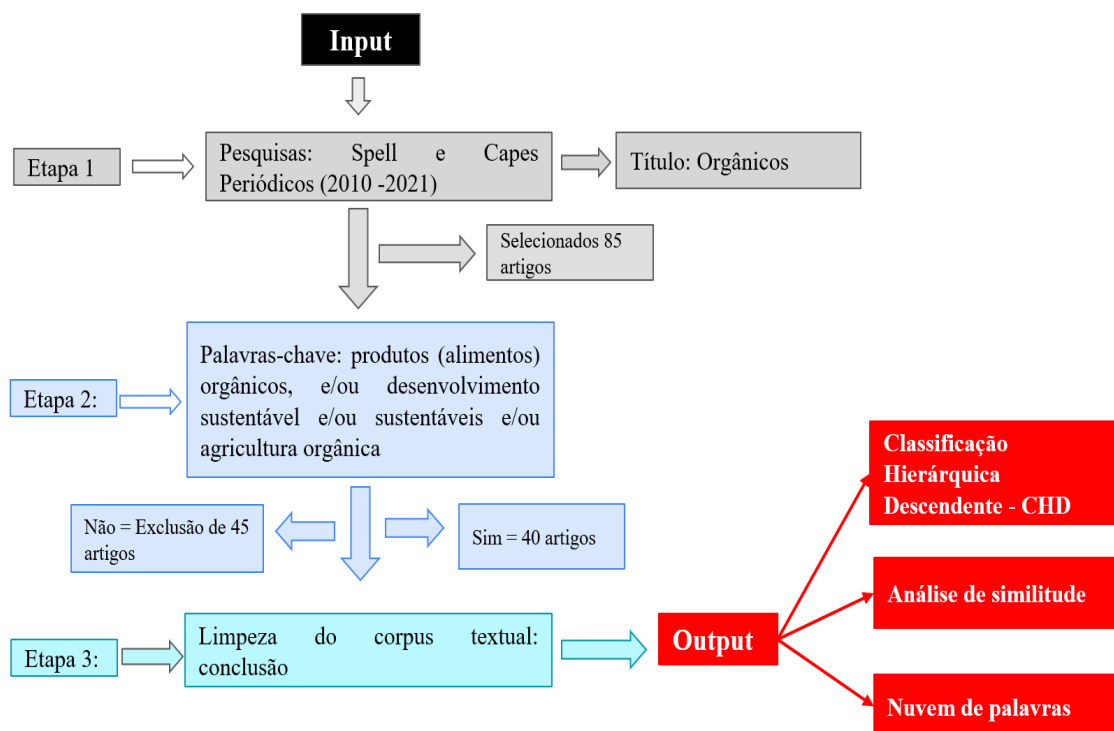 Input
Etapa 1
Pesquisas: Spell e Capes
Periódicos (2010 -2021)
Título: Orgânicos
Selecionados 85
artigos
Etapa 2:
Palavras-chave: produtos (alimentos)
orgânicos, e/ou desenvolvimento
sustentável e/ou sustentáveis e/ou
agricultura orgânica
Não = Exclusão de 45
artigos
Sim = 40 artigos
Etapa 3:
Limpeza do corpus textual:
conclusão
Output
Classificação
Hierárquica
Descendente - CHD
Análise de similitude
Nuvem de palavras